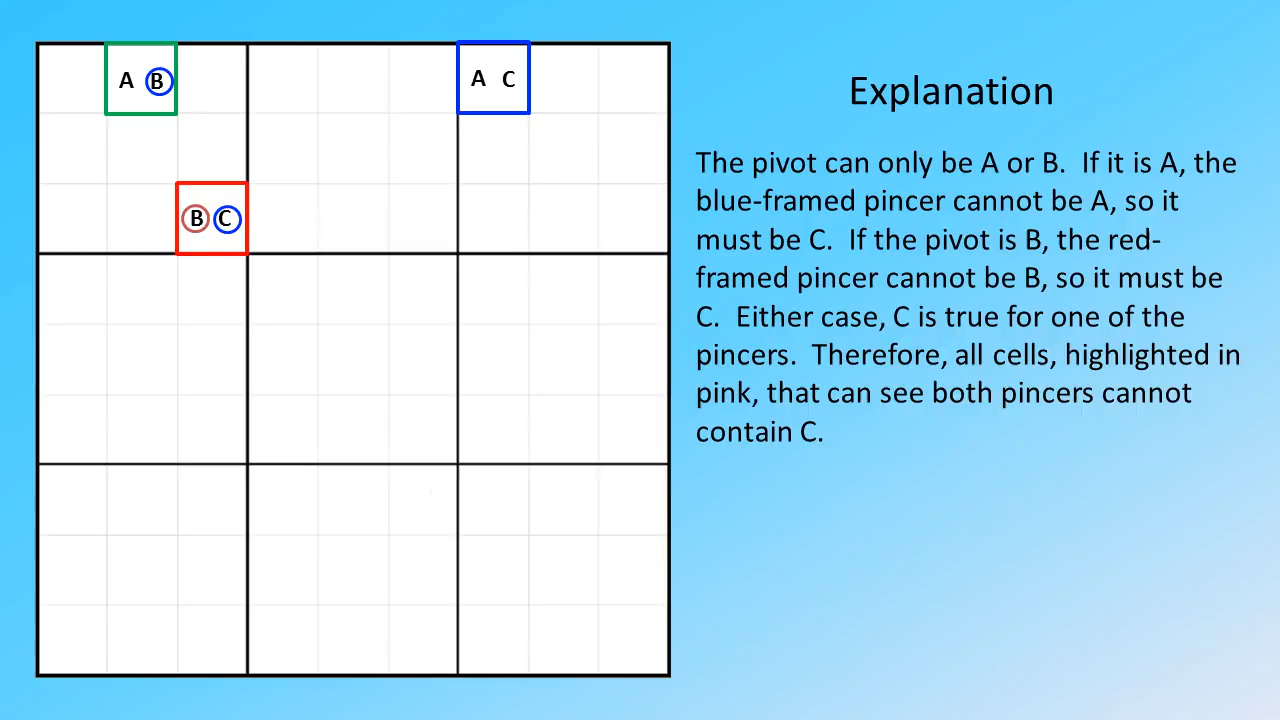 A B
A C
B C
Explanation
The pivot can only be A or B. If it is A, the
blue-framed pincer cannot be A, so it
must be C. If the pivot is B, the red-
framed pincer cannot be B, so it must be
C. Either case, C is true for one of the
pincers. Therefore, all cells, highlighted in
pink, that can see both pincers cannot
contain C.